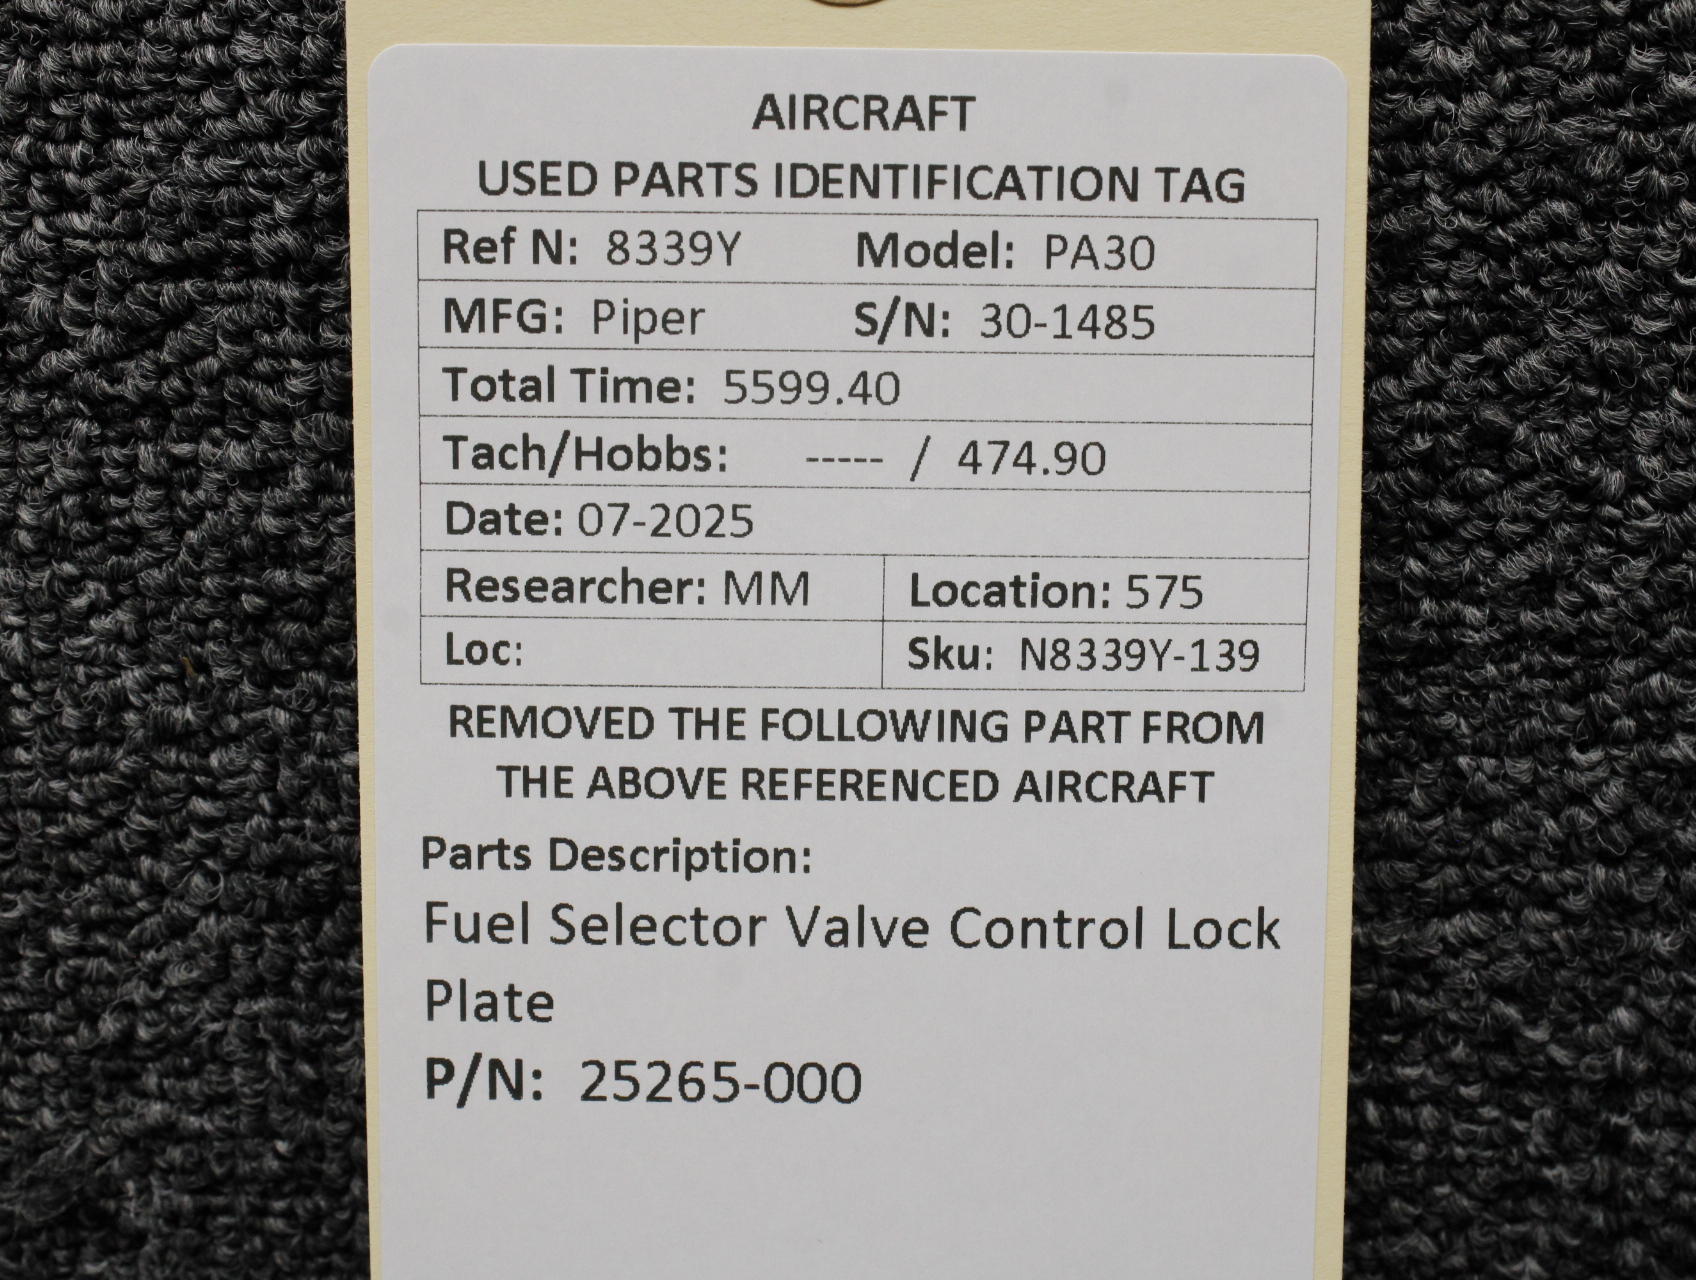 AIRCRAFT
USED PARTS IDENTIFICATION TAG
Ref N: 8339Y Model: PA30
MFG: Piper S/N: 30-1485
Total Time: 5599.40
Tach/Hobbs: ----- / 474.90
Date: 07-2025
Researcher: MM Location: 575
Loc: Sku: N8339Y-139
REMOVED THE FOLLOWING PART FROM
THE ABOVE REFERENCED AIRCRAFT
Parts Description:
Fuel Selector Valve Control Lock
Plate
P/N: 25265-000